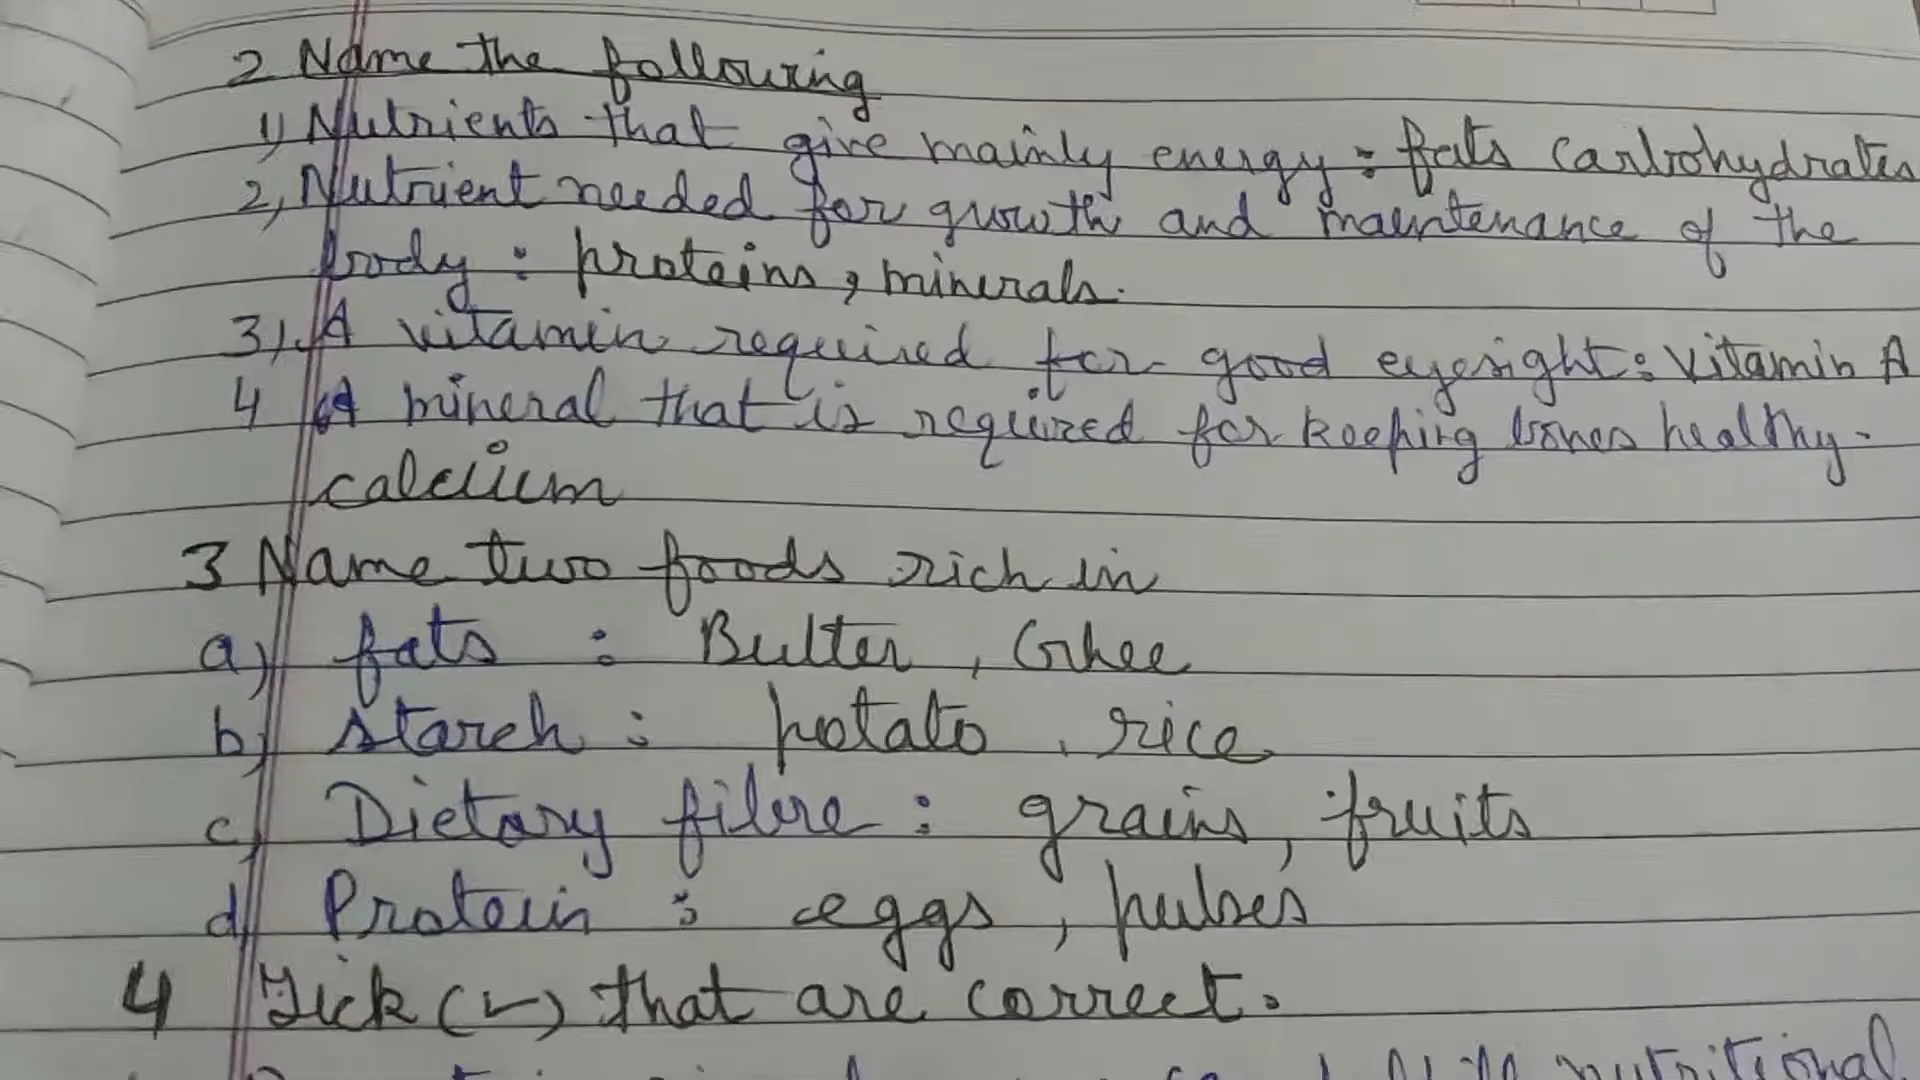 2 Name the following
1) Nutrients that give mainly energy : fats carbohydrates
2, Nutrient needed for growth and maintenance of the
body : proteins, minerals.
3) A vitamin required for good eyesight : Vitamin A
4 A mineral that is required for keeping bones healthy -
calcium
3 Name two foods rich in
a) fats : Butter, Ghee
b) starch : potato, rice
c) Dietary fibre : grains, fruits
d) Protein : eggs, pulses
4 Tick (✓) that are correct.
nutritional